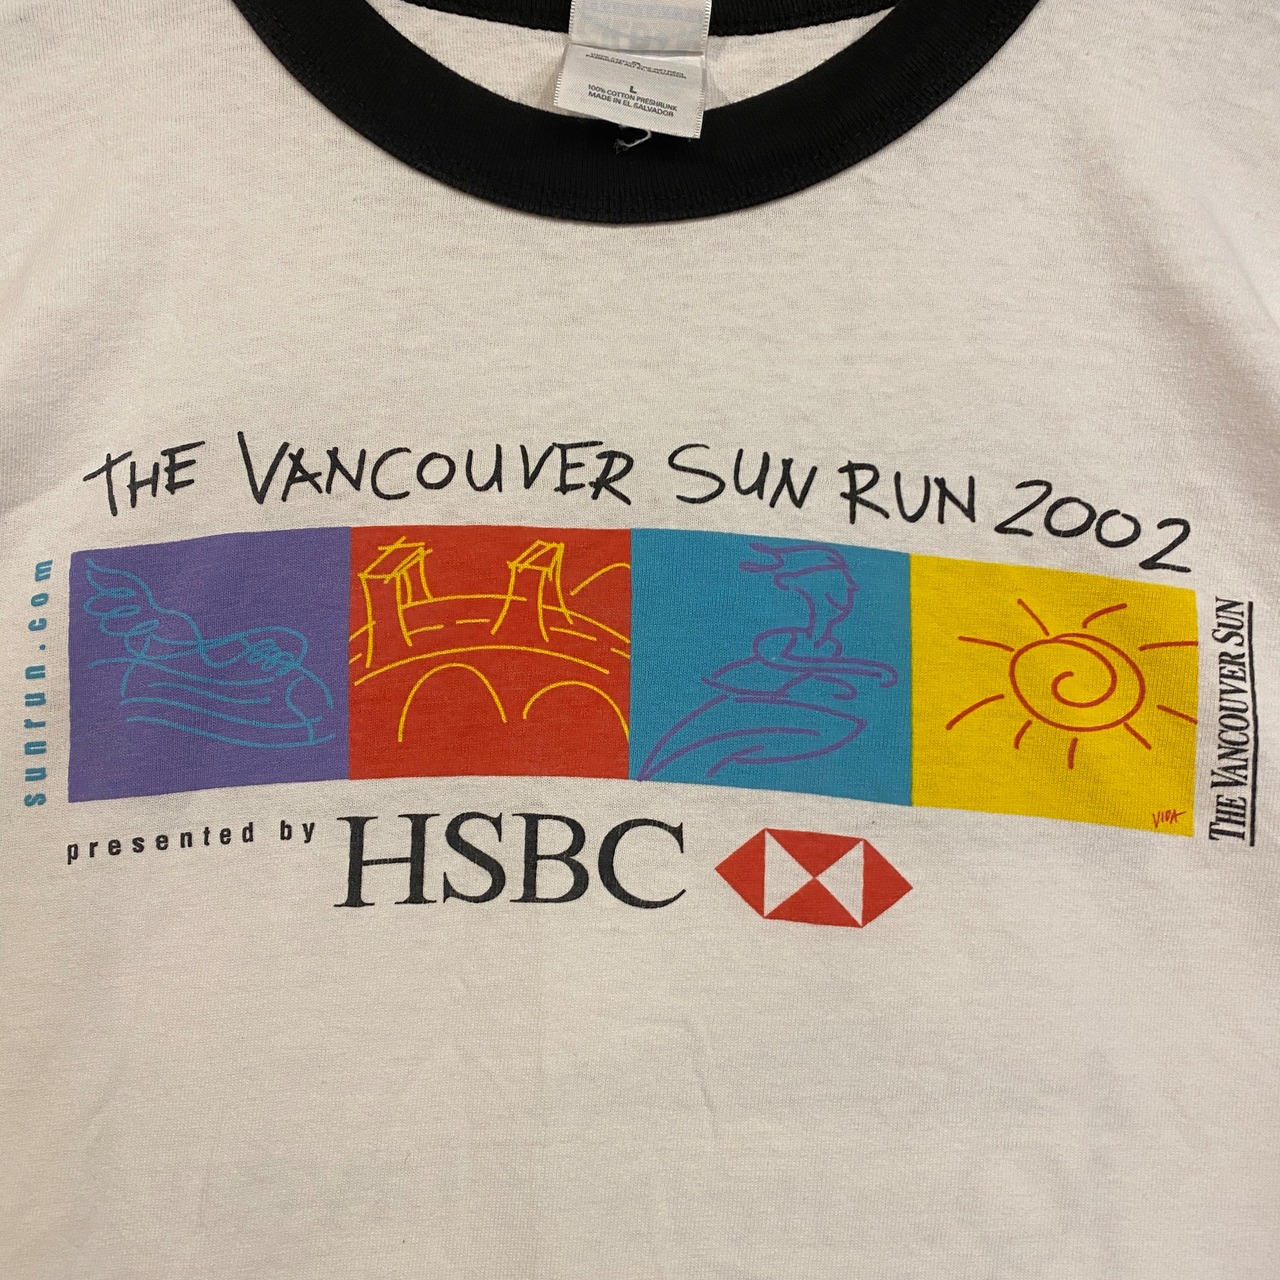 L
100% COTTON PRESHRUNK
MADE IN EL SALVADOR
THE VANCOUVER SUN RUN 2002
sunrun.com
THE VANCOUVER SUN
VIDA
presented by HSBC